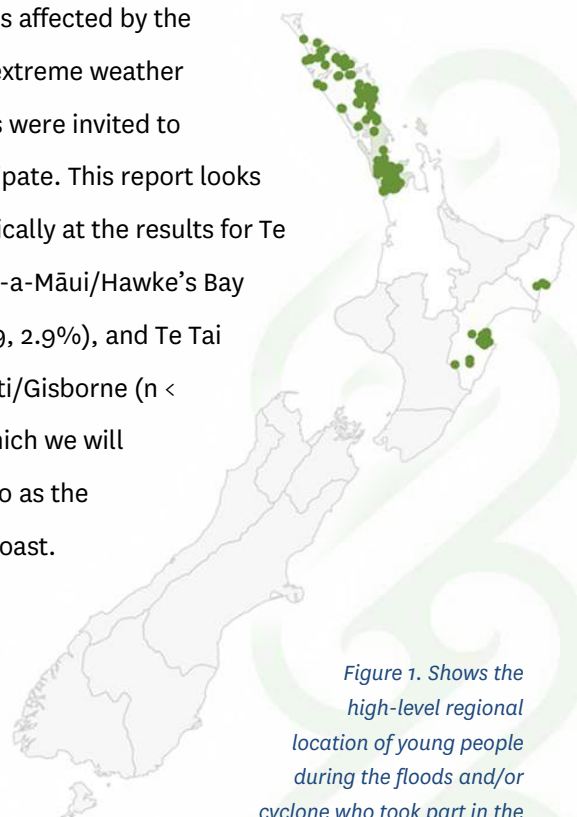 s affected by the
extreme weather
s were invited to
ipate. This report looks
ically at the results for Te
-a-Māui/Hawke's Bay
9, 2.9%), and Te Tai
ti/Gisborne (n <
hich we will
o as the
oast.
Figure 1. Shows the
high-level regional
location of young people
during the floods and/or
cyclone who took part in the